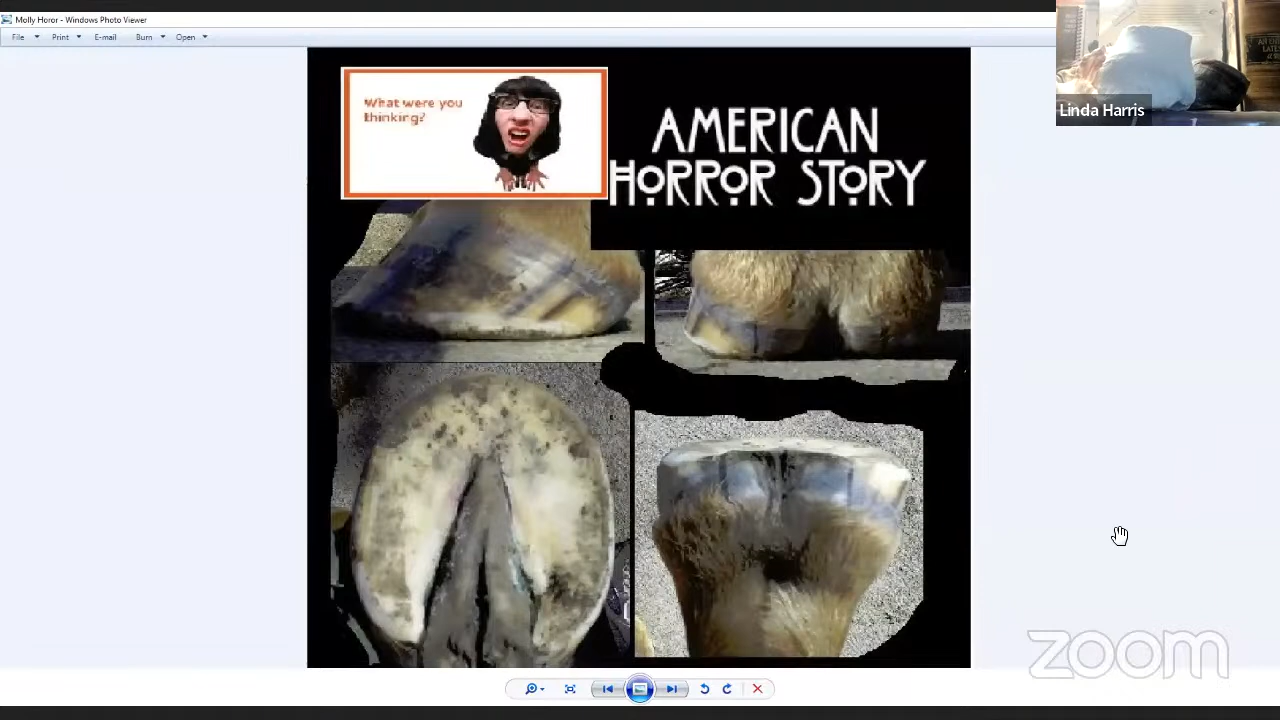 Molly Horor - Windows Photo Viewer
File Print E-mail Burn Open
What were you
thinking?
AMERICAN
HORROR STORY
Linda Harris
zoom